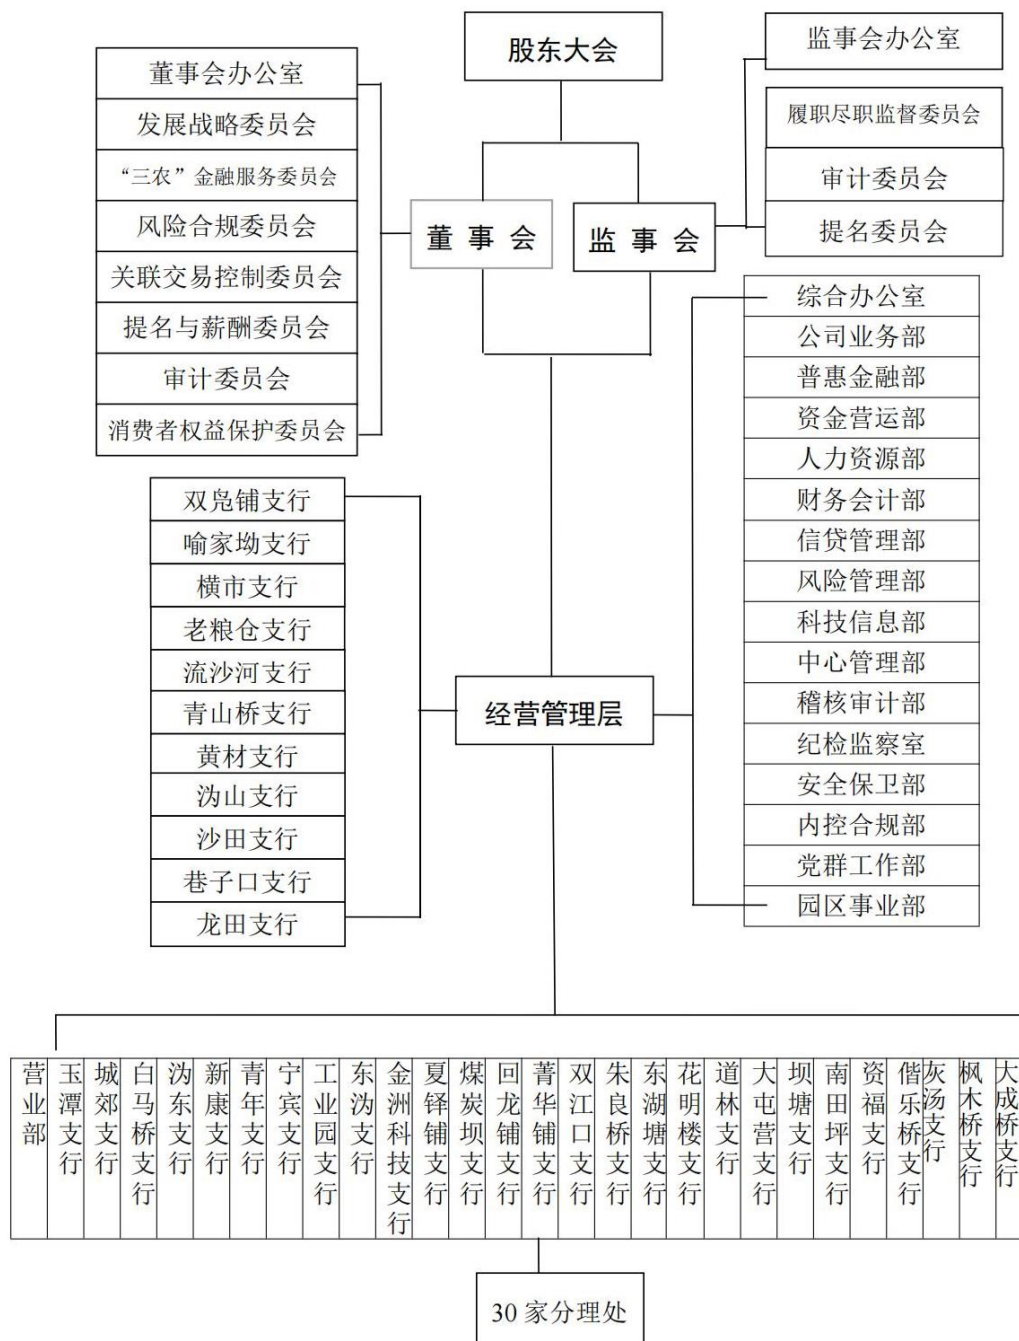 股东大会
监事会办公室
履职尽职监督委员会
审计委员会
提名委员会
董事会办公室
发展战略委员会
“三农”金融服务委员会
风险合规委员会
关联交易控制委员会
提名与薪酬委员会
审计委员会
消费者权益保护委员会
董事会
监事会
综合办公室
公司业务部
普惠金融部
资金营运部
人力资源部
财务会计部
信贷管理部
风险管理部
科技信息部
中心管理部
稽核审计部
纪检监察室
安全保卫部
内控合规部
党群工作部
园区事业部
双凫铺支行
喻家坳支行
横市支行
老粮仓支行
流沙河支行
青山桥支行
黄材支行
沩山支行
沙田支行
巷子口支行
龙田支行
经营管理层
营业部
玉潭支行
城郊支行
白马桥支行
沩东支行
新康支行
青年支行
宁宾支行
工业园支行
东沩支行
金洲科技支行
夏铎铺支行
煤炭坝支行
回龙铺支行
菁华铺支行
双江口支行
朱良桥支行
东湖塘支行
花明楼支行
道林支行
大屯营支行
坝塘支行
南田坪支行
资福支行
偕乐桥支行
灰汤支行
枫木桥支行
大成桥支行
30 家分理处